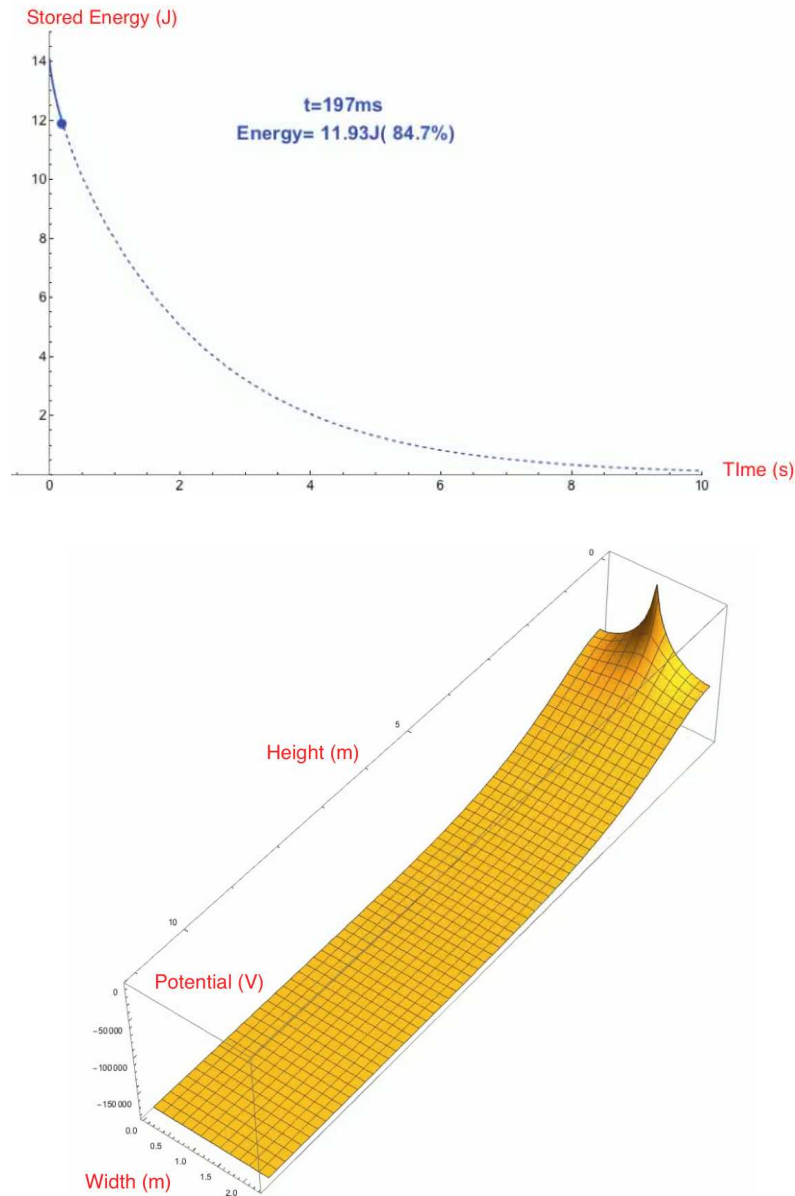 Stored Energy (J)
14
t=197ms
12
Energy= 11.93J( 84.7%)
10
8
6
4
2
TIme (s)
0 2 4 6 8 10
0
5
Height (m)
10
Potential (V)
0
−50000
−100000
−150000
0.0
0.5
1.0
1.5
Width (m)
2.0